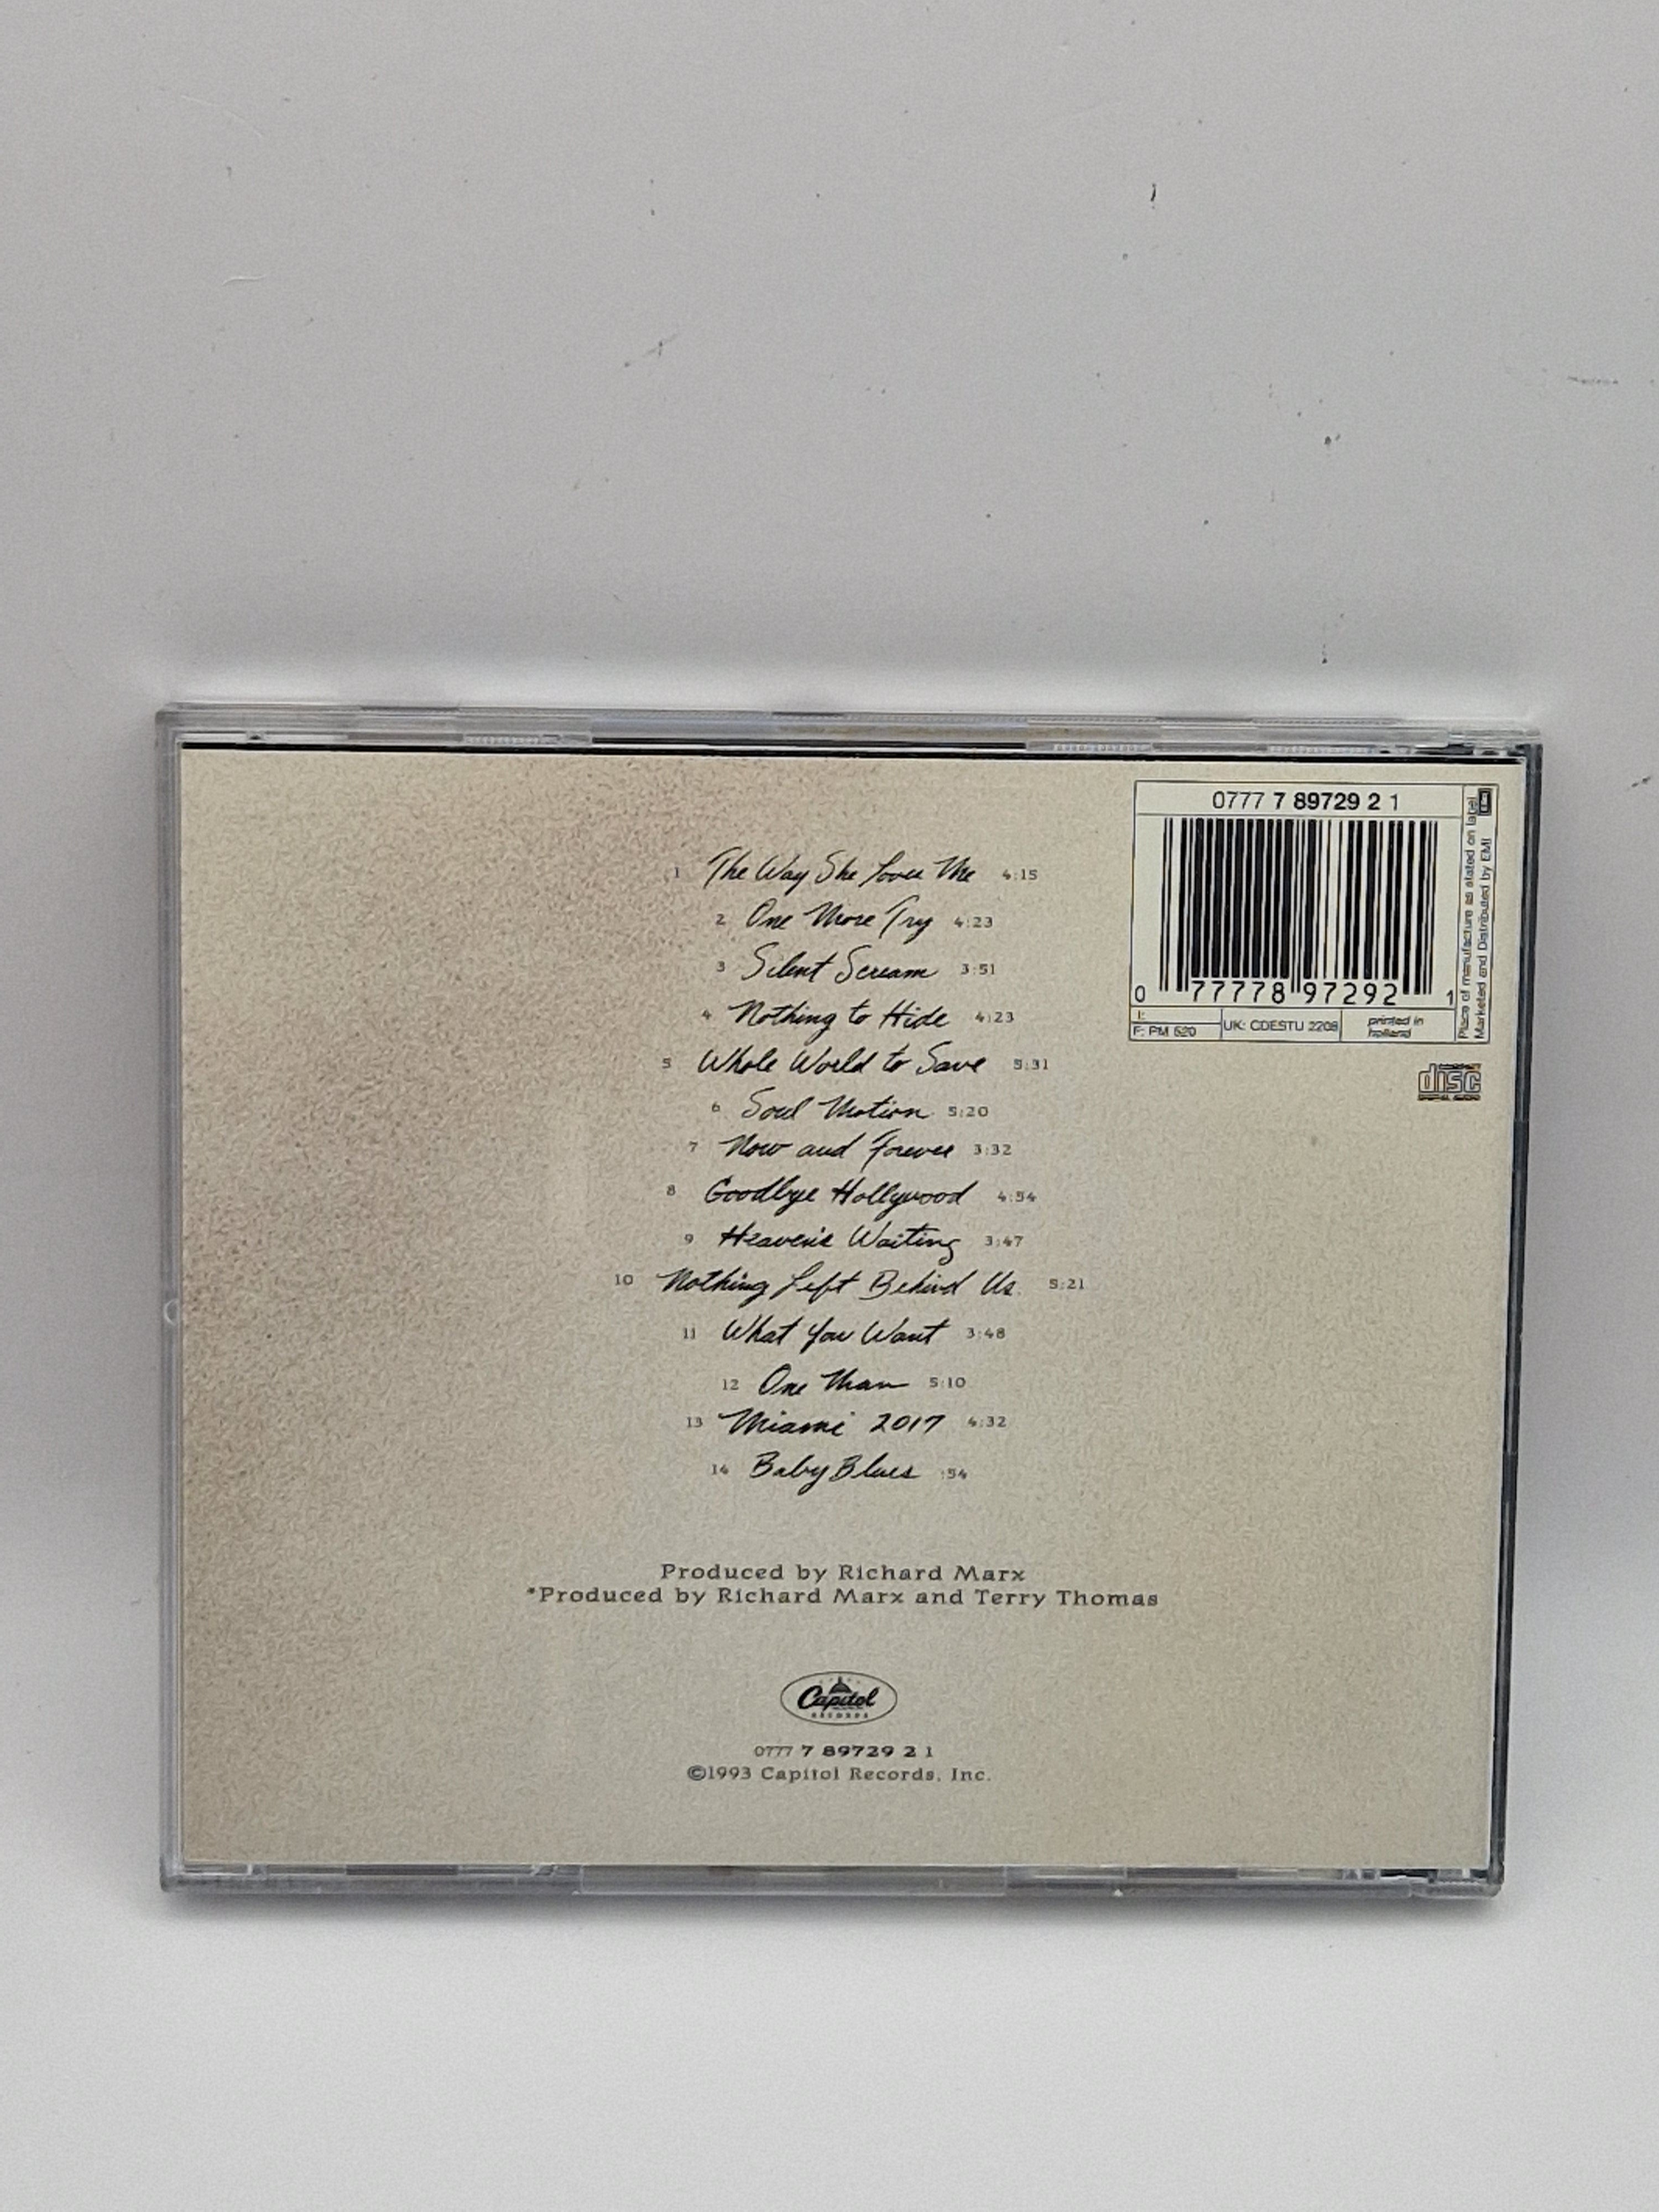 0777 7 89729 2 1
0 77778 97292 1
I:
F: PM 520
UK: CDESTU 2208
printed in
holland
Place of manufacture as stated on label
Marketed and Distributed by EMI
EMI
disc
DIGITAL AUDIO
1 The Way She Loves Me 4:15
2 One More Try 4:23
3 Silent Scream 3:51
4 Nothing to Hide 4:23
5 Whole World to Save 5:31
6 Soul Motion 5:20
7 Now and Forever 3:32
8 Goodbye Hollywood 4:54
9 Heaven's Waiting 3:47
10 Nothing Left Behind Us 5:21
11 What You Want 3:48
12 One Man 5:10
13 Miami 2017 4:32
14 Baby Blues :54
Produced by Richard Marx
*Produced by Richard Marx and Terry Thomas
Capitol
RECORDS
0777 7 89729 2 1
©1993 Capitol Records, Inc.